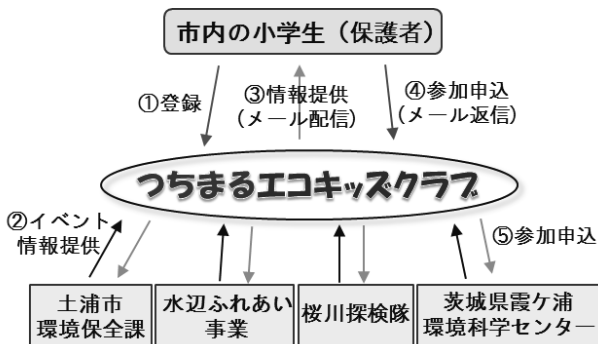 市内の小学生（保護者）
①登録
③情報提供
(メール配信)
④参加申込
(メール返信)
つちまるエコキッズクラブ
②イベント
情報提供
⑤参加申込
土浦市
環境保全課
水辺ふれあい
事業
桜川探検隊
茨城県霞ケ浦
環境科学センター